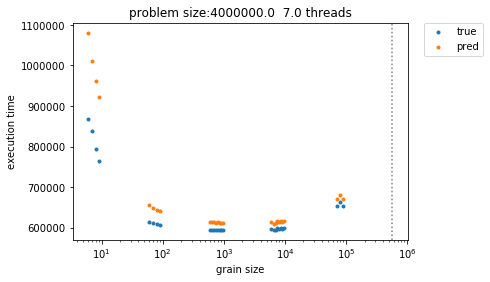 problem size:4000000.0  7.0 threads
1100000
1000000
900000
800000
700000
600000
execution time
10¹
10²
10³
10⁴
10⁵
10⁶
grain size
true
pred